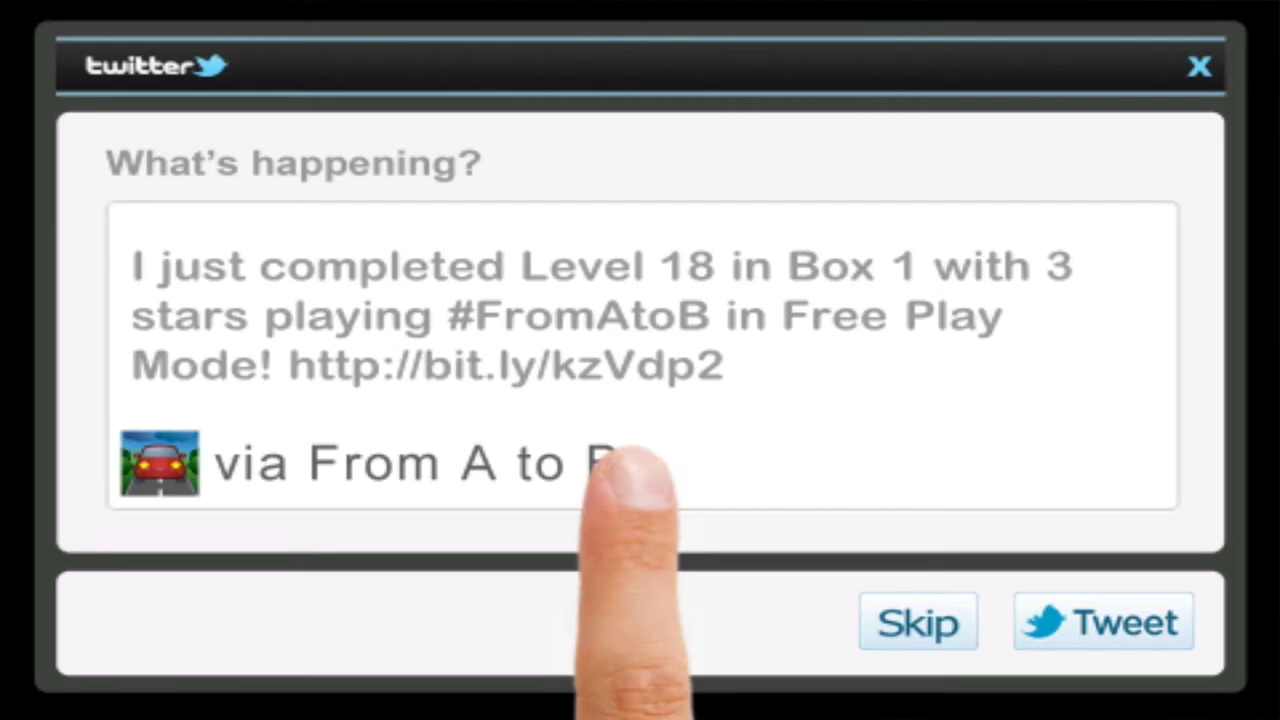 twitter
X
What's happening?
I just completed Level 18 in Box 1 with 3
stars playing #FromAtoB in Free Play
Mode! http://bit.ly/kzVdp2
via From A to
Skip
Tweet